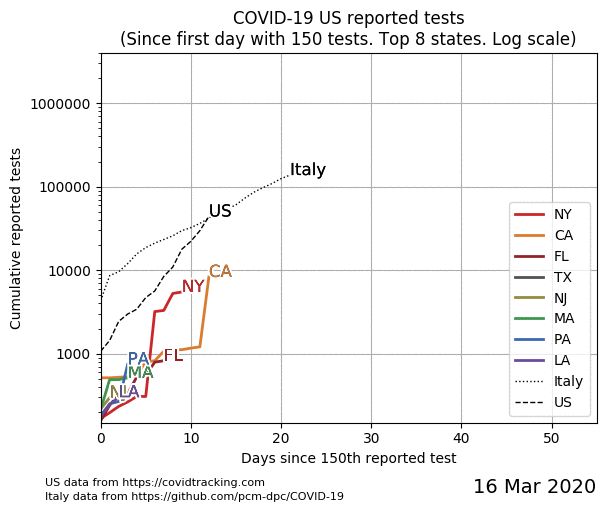 COVID-19 US reported tests
(Since first day with 150 tests. Top 8 states. Log scale)
Cumulative reported tests
1000000
100000
10000
1000
Italy
US
CA
NY
FL
PA
MA
LA
NY
CA
FL
TX
NJ
MA
PA
LA
Italy
US
0 10 20 30 40 50
Days since 150th reported test
US data from https://covidtracking.com
Italy data from https://github.com/pcm-dpc/COVID-19
16 Mar 2020